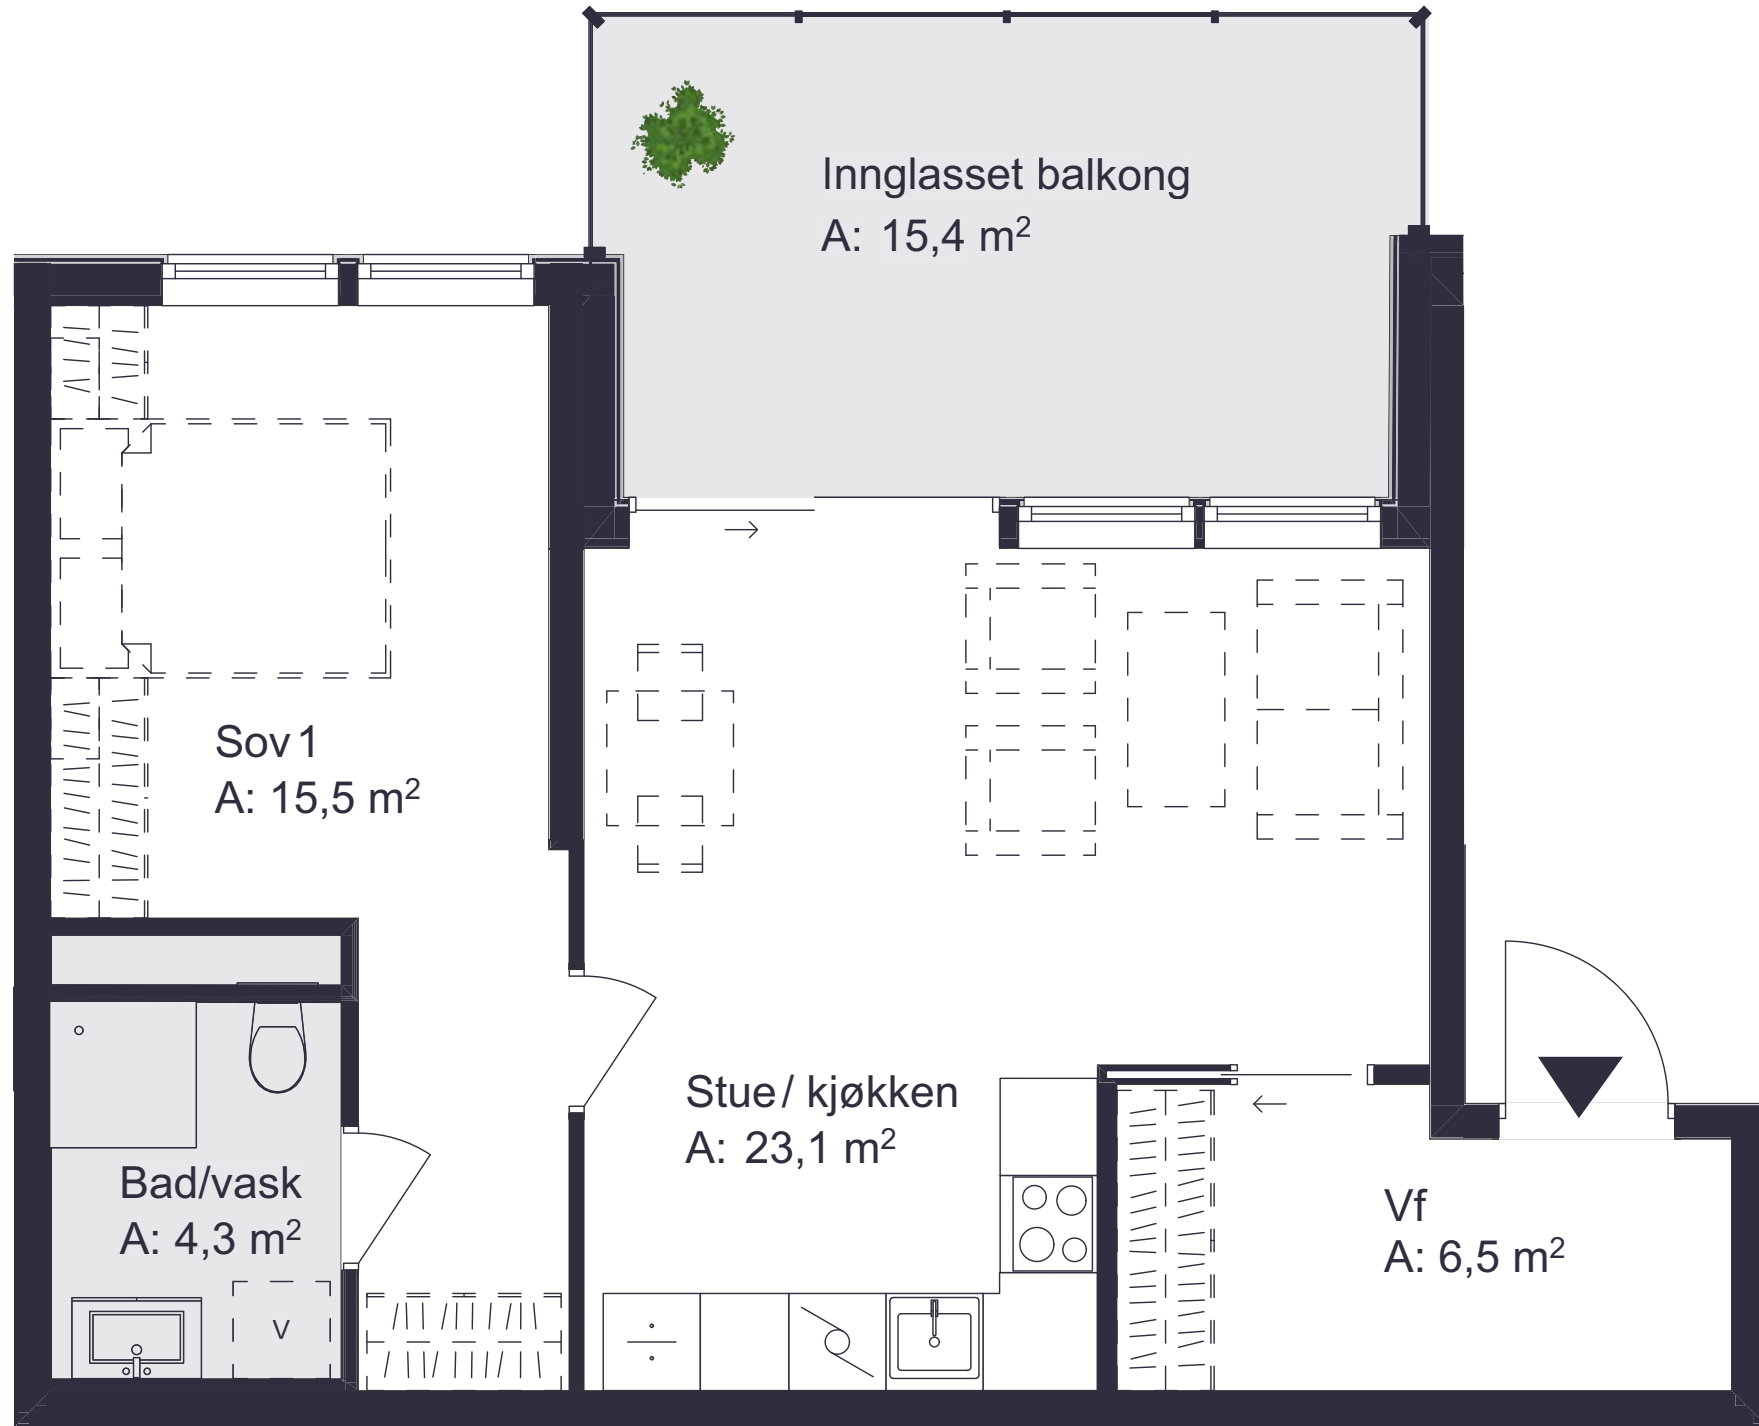 Innglasset balkong
A: 15,4 m²
Sov 1
A: 15,5 m²
Stue / kjøkken
A: 23,1 m²
Bad/vask
A: 4,3 m²
Vf
A: 6,5 m²
V